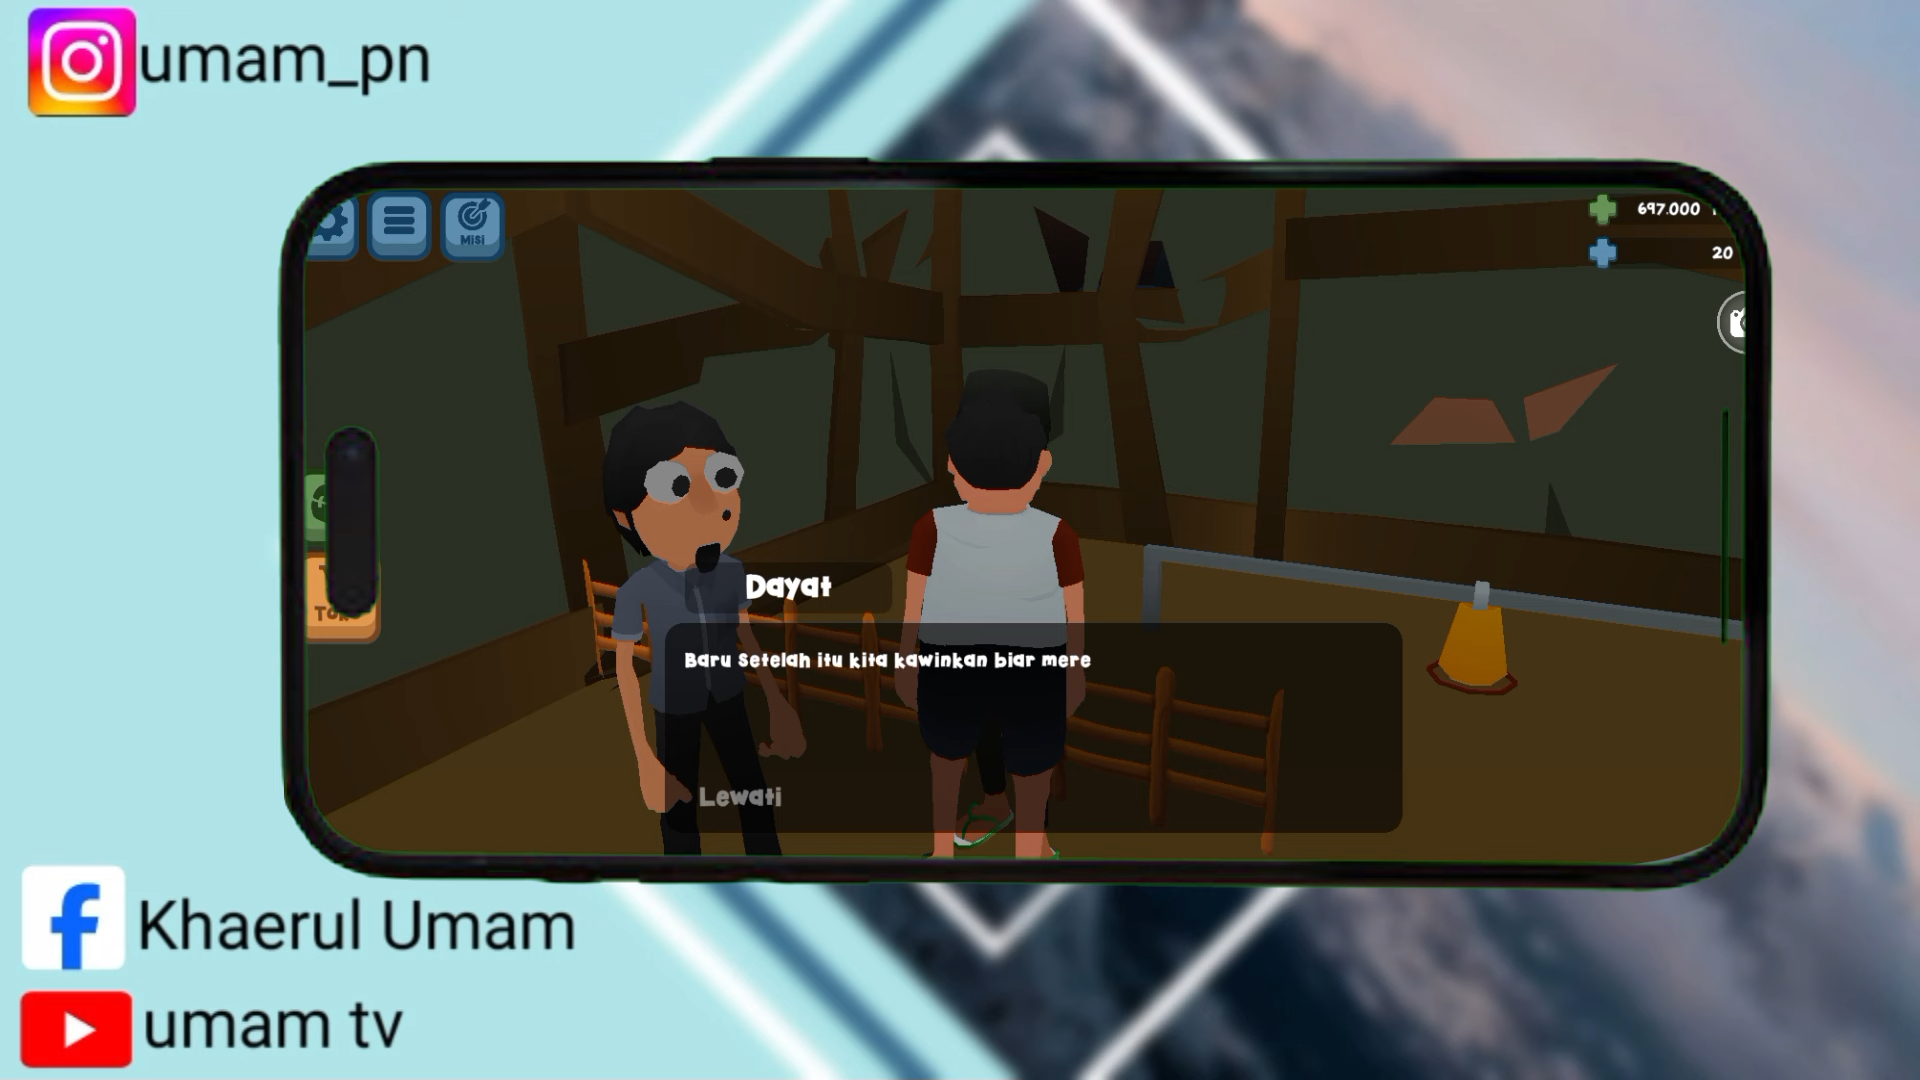 umam_pn
Misi
697.000
20
Dayat
Baru setelah itu kita kawinkan biar mere
Lewati
Khaerul Umam
umam tv